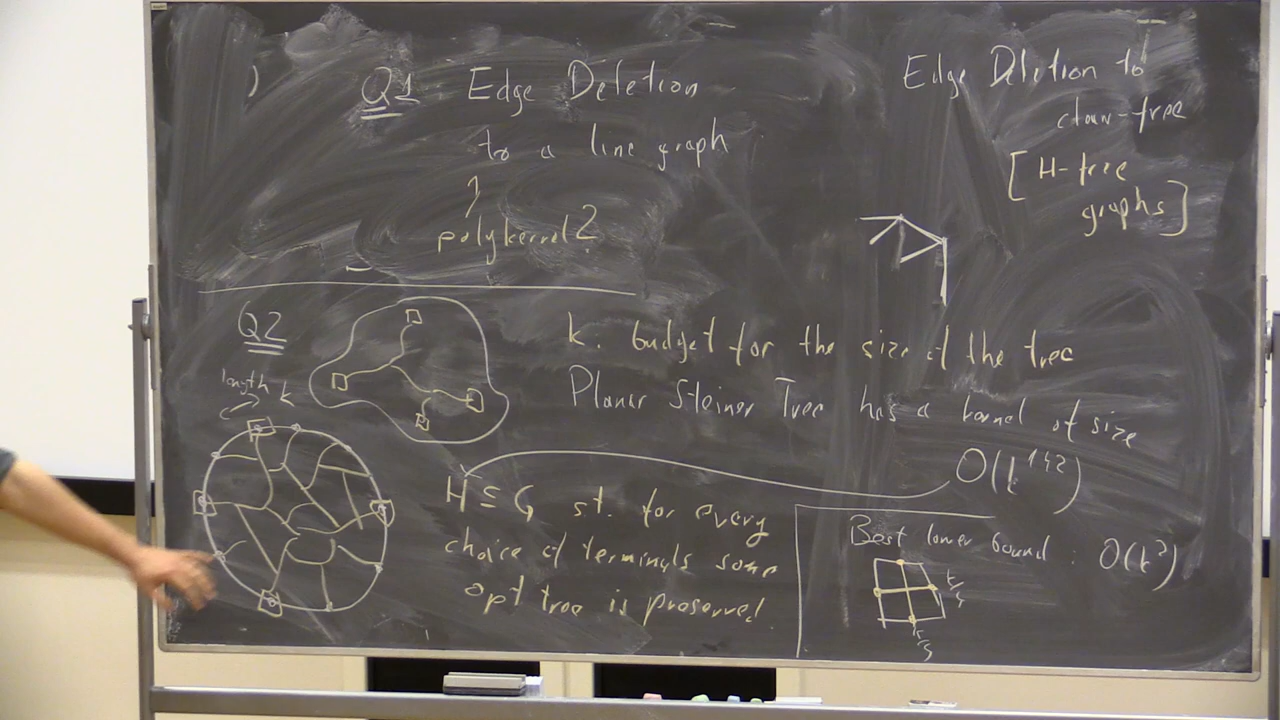 Q1 Edge Deletion
to a line graph
polykernel?
Edge Deletion to
claw-free
[H-free
graphs]
Q2
length k
k: budget for the size of the tree
Planar Steiner Tree has a kernel of size
O(k^142)
H ⊆ G s.t. for every
choice of terminals some
opt tree is preserved.
Best lower bound: O(k^2)